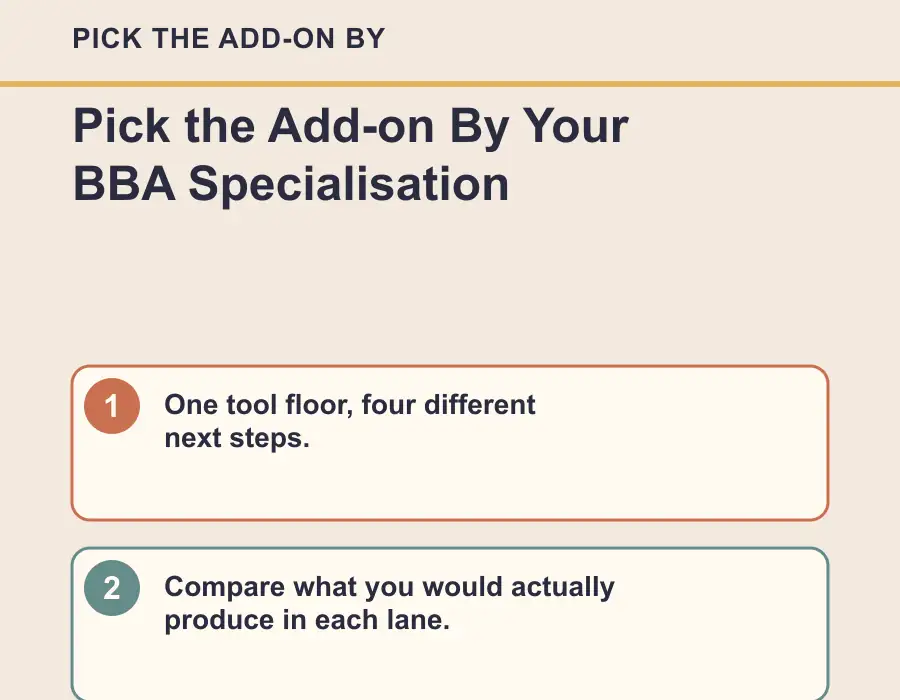 PICK THE ADD-ON BY
Pick the Add-on By Your
BBA Specialisation
1
One tool floor, four different
next steps.
2
Compare what you would actually
produce in each lane.